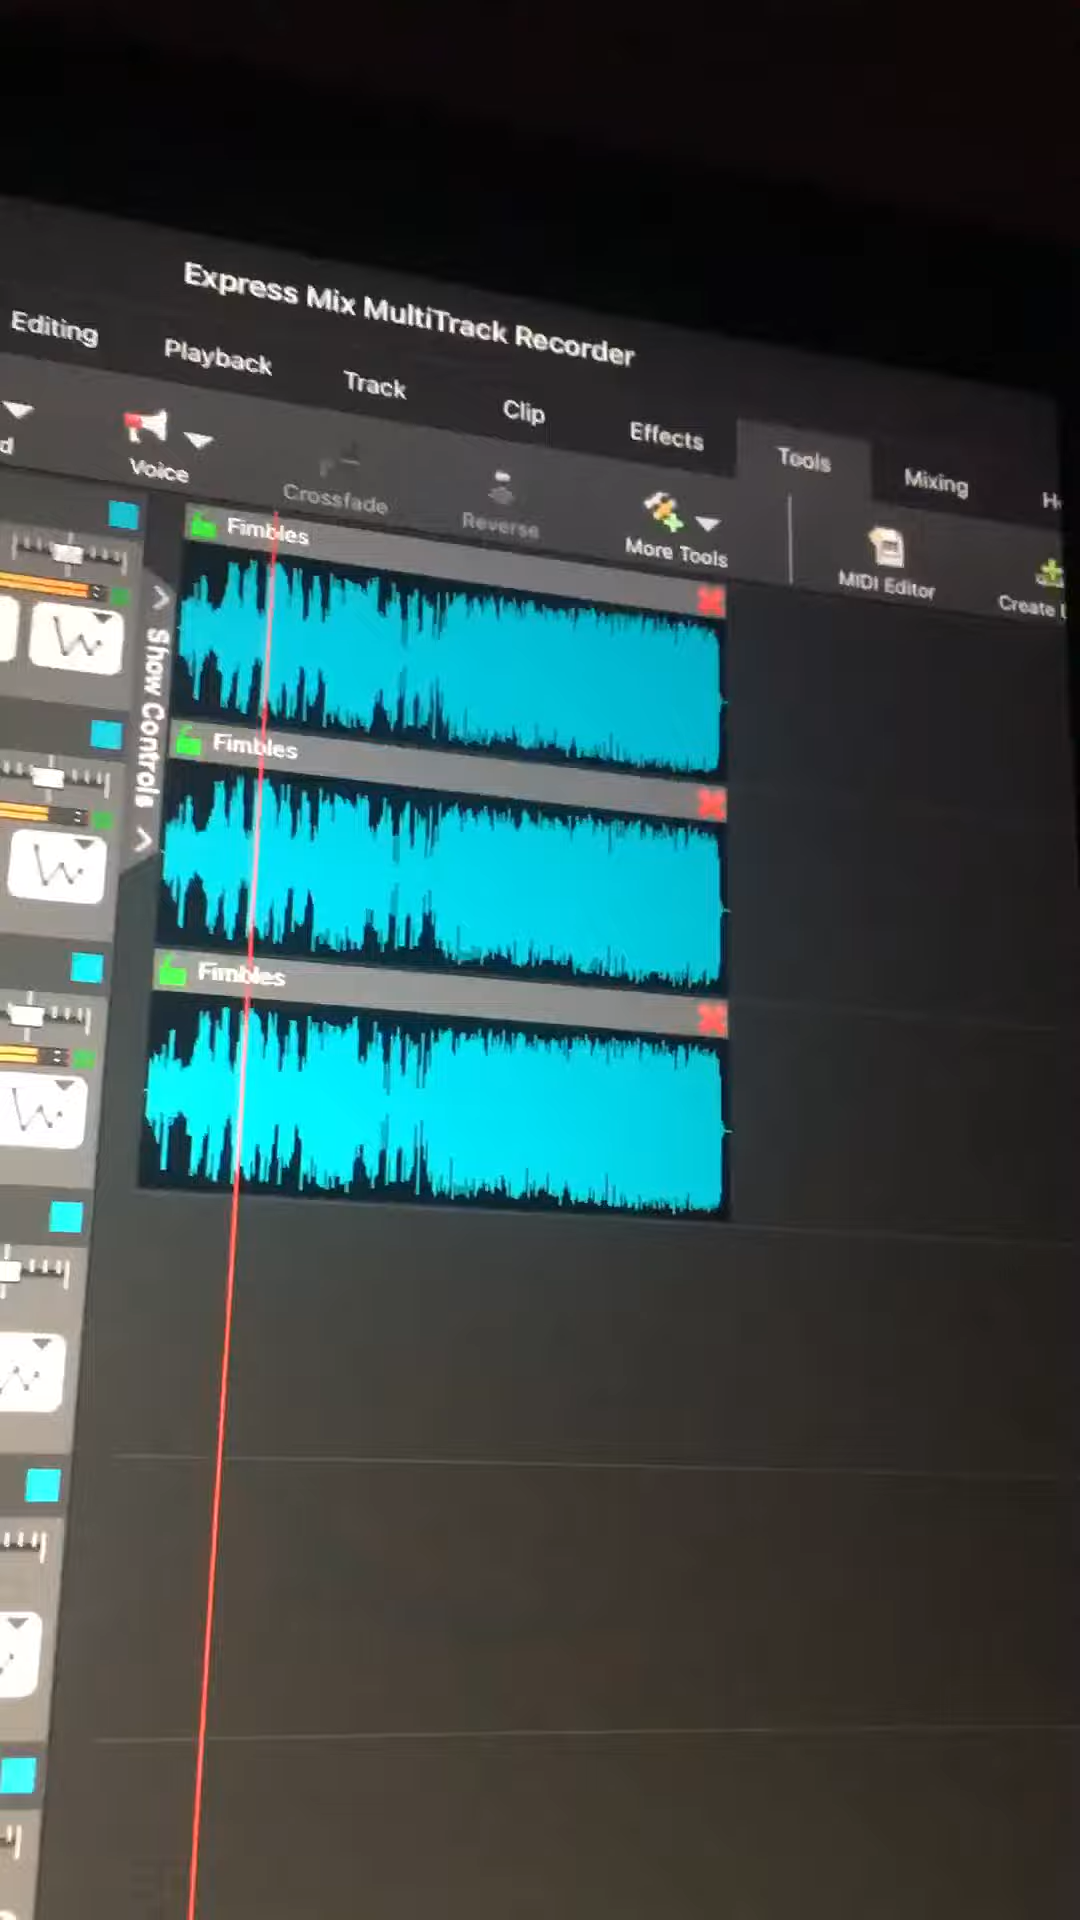 Express Mix MultiTrack Recorder
Editing Playback Track Clip Effects Tools Mixing
Voice Crossfade Reverse More Tools MIDI Editor Create
Fimbles
Show Controls
Fimbles
Fimbles